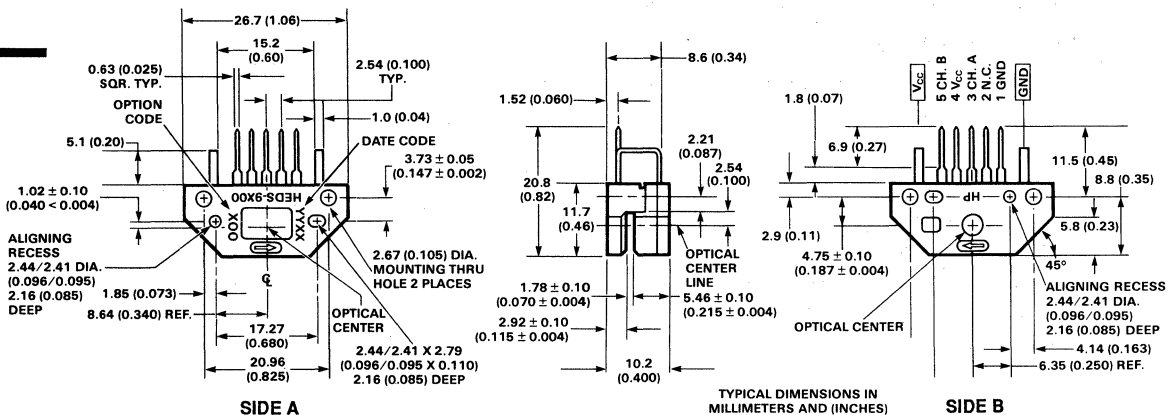 26.7 (1.06)
15.2
(0.60)
0.63 (0.025)
SQR. TYP.
2.54 (0.100)
TYP.
OPTION
CODE
1.0 (0.04)
DATE CODE
5.1 (0.20)
3.73 ± 0.05
(0.147 ± 0.002)
1.02 ± 0.10
(0.040 < 0.004)
HEDS-9X00
X00
YYXX
ALIGNING
RECESS
2.44/2.41 DIA.
(0.096/0.095)
2.16 (0.085)
DEEP
2.67 (0.105) DIA.
MOUNTING THRU
HOLE 2 PLACES
1.85 (0.073)
8.64 (0.340) REF.
OPTICAL
CENTER
17.27
(0.680)
20.96
(0.825)
2.44/2.41 X 2.79
(0.096/0.095 X 0.110)
2.16 (0.085) DEEP
SIDE A
8.6 (0.34)
1.52 (0.060)
2.21
(0.087)
2.54
(0.100)
20.8
(0.82)
11.7
(0.46)
OPTICAL
CENTER
LINE
1.78 ± 0.10
(0.070 ± 0.004)
5.46 ± 0.10
(0.215 ± 0.004)
2.92 ± 0.10
(0.115 ± 0.004)
10.2
(0.400)
TYPICAL DIMENSIONS IN
MILLIMETERS AND (INCHES)
VCC
5 CH. B
4 VCC
3 CH. A
2 N.C.
1 GND
GND
1.8 (0.07)
6.9 (0.27)
11.5 (0.45)
8.8 (0.35)
HP
2.9 (0.11)
5.8 (0.23)
4.75 ± 0.10
(0.187 ± 0.004)
45°
OPTICAL CENTER
ALIGNING RECESS
2.44/2.41 DIA.
(0.096/0.095)
2.16 (0.085) DEEP
4.14 (0.163)
6.35 (0.250) REF.
SIDE B